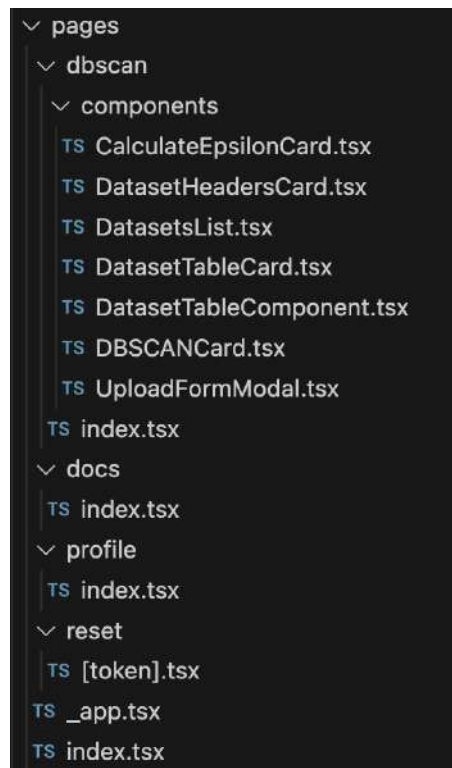 pages
dbscan
components
TS CalculateEpsilonCard.tsx
TS DatasetHeadersCard.tsx
TS DatasetsList.tsx
TS DatasetTableCard.tsx
TS DatasetTableComponent.tsx
TS DBSCANCard.tsx
TS UploadFormModal.tsx
TS index.tsx
docs
TS index.tsx
profile
TS index.tsx
reset
TS [token].tsx
TS _app.tsx
TS index.tsx